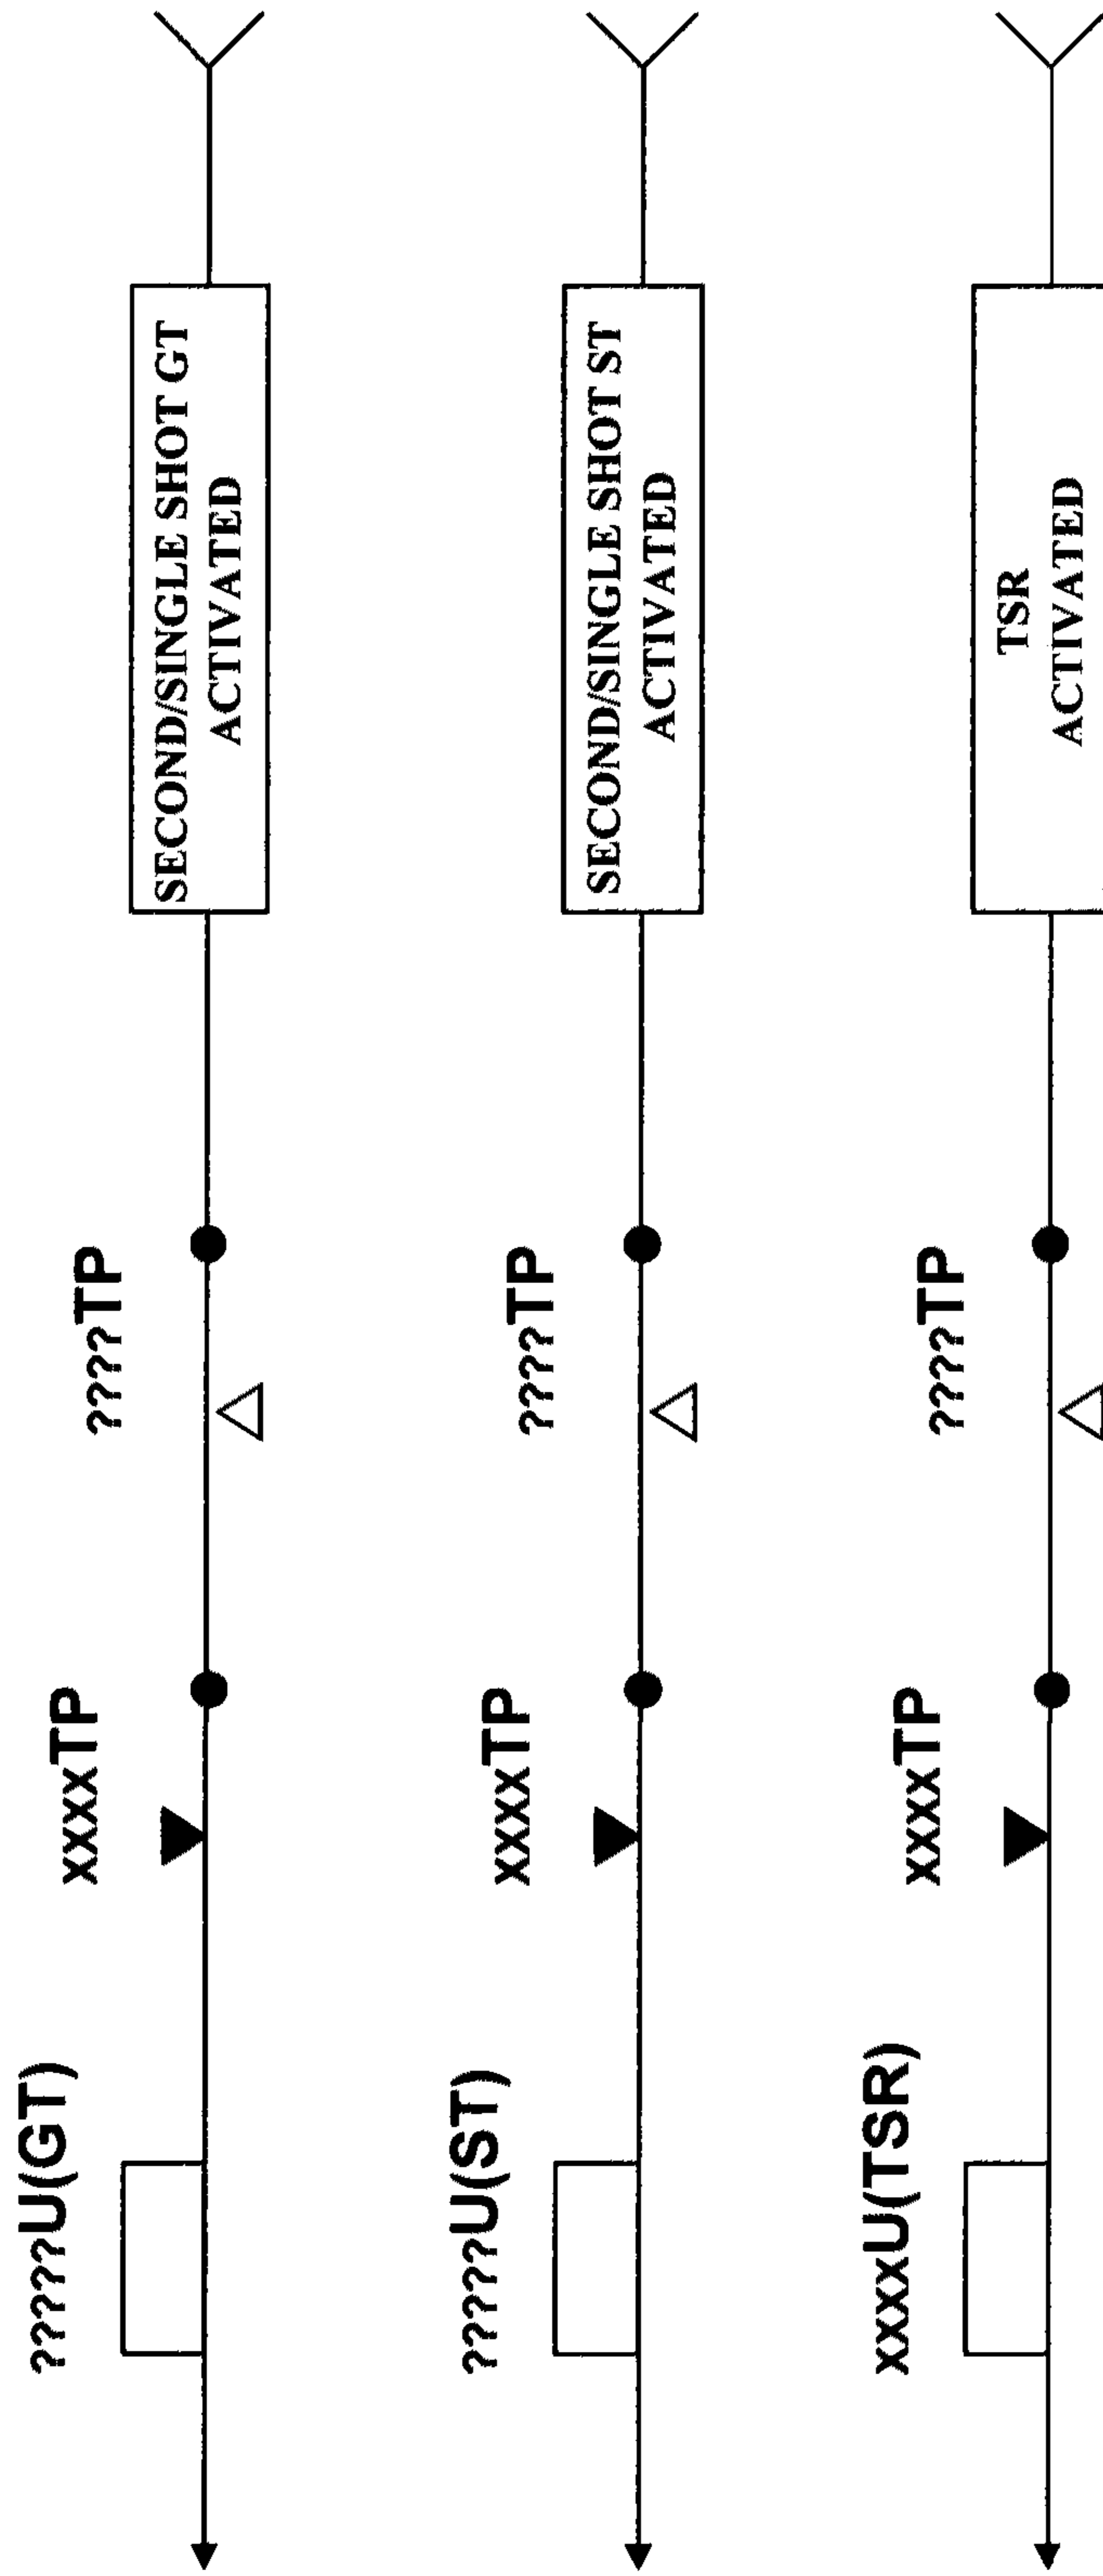 ?????U(GT)
xxxxTP
????TP
SECOND/SINGLE SHOT GT
ACTIVATED
?????U(ST)
xxxxTP
????TP
SECOND/SINGLE SHOT ST
ACTIVATED
xxxxU(TSR)
xxxxTP
????TP
TSR
ACTIVATED